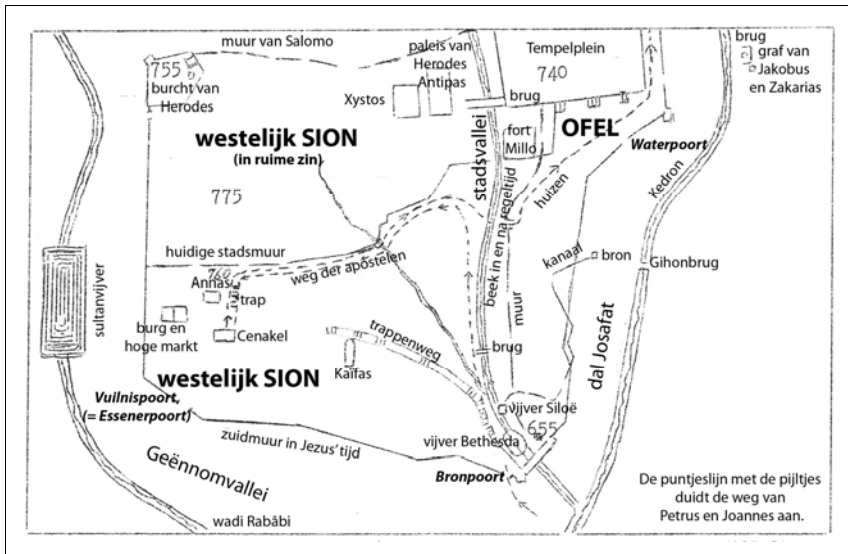 muur van Salomo
paleis van
Herodes
Antipas
Tempelplein
740
brug
graf van
Jakobus
en Zakarias
755
burcht van
Herodes
Xystos
brug
westelijk SION
(in ruime zin)
stadsvallei
fort
Millo
OFEL
Waterpoort
775
huizen
Kedron
beek in en na regeltijd
huidige stadsmuur
weg der apostelen
kanaal
bron
Gihonbrug
sultanvijver
760
Annas
trap
burg en
hoge markt
Cenakel
muur
dal Josafat
trappenweg
brug
Kaïfas
westelijk SION
Vuilnispoort,
(= Essenerpoort)
vijver Siloë
655
zuidmuur in Jezus' tijd
vijver Bethesda
Geënnomvallei
Bronpoort
De puntjeslijn met de pijltjes
duidt de weg van
Petrus en Joannes aan.
wadi Rabâbi